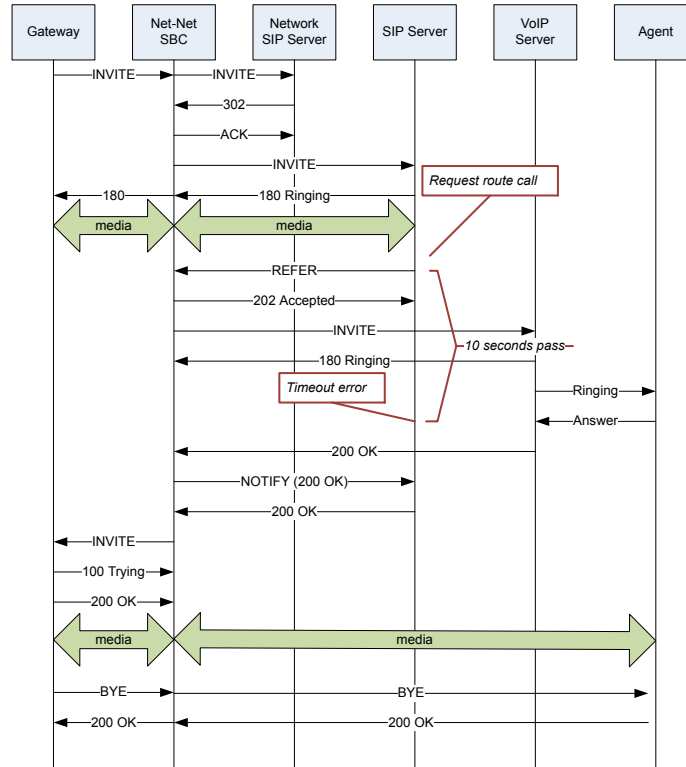 Gateway
Net-Net
SBC
Network
SIP Server
SIP Server
VoIP
Server
Agent
INVITE
INVITE
302
ACK
INVITE
180
180 Ringing
Request route call
media
media
REFER
202 Accepted
INVITE
10 seconds pass
180 Ringing
Timeout error
Ringing
Answer
200 OK
NOTIFY (200 OK)
200 OK
INVITE
100 Trying
200 OK
media
media
BYE
BYE
200 OK
200 OK